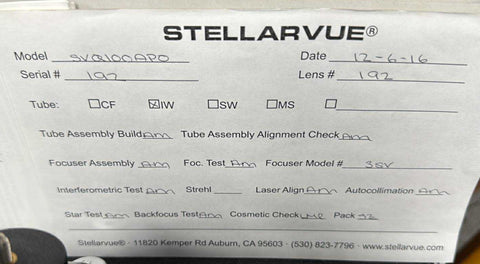 STELLARVUE®
Model SVQ100APO Date 12-6-16
Serial # 192 Lens# 192
Tube: ☐CF ☒IW ☐SW ☐MS ☐
Tube Assembly Build Am Tube Assembly Alignment Check Am
Focuser Assembly Am Foc. Test Am Focuser Model # 3SV
Interferometric Test Am Strehl Laser Align Am Autocollimation Am
Star Test Am Backfocus Test Am Cosmetic Check Pack
Stellarvue® · 11820 Kemper Rd Auburn, CA 95603 · (530) 823-7796 · www.stellarvue.com